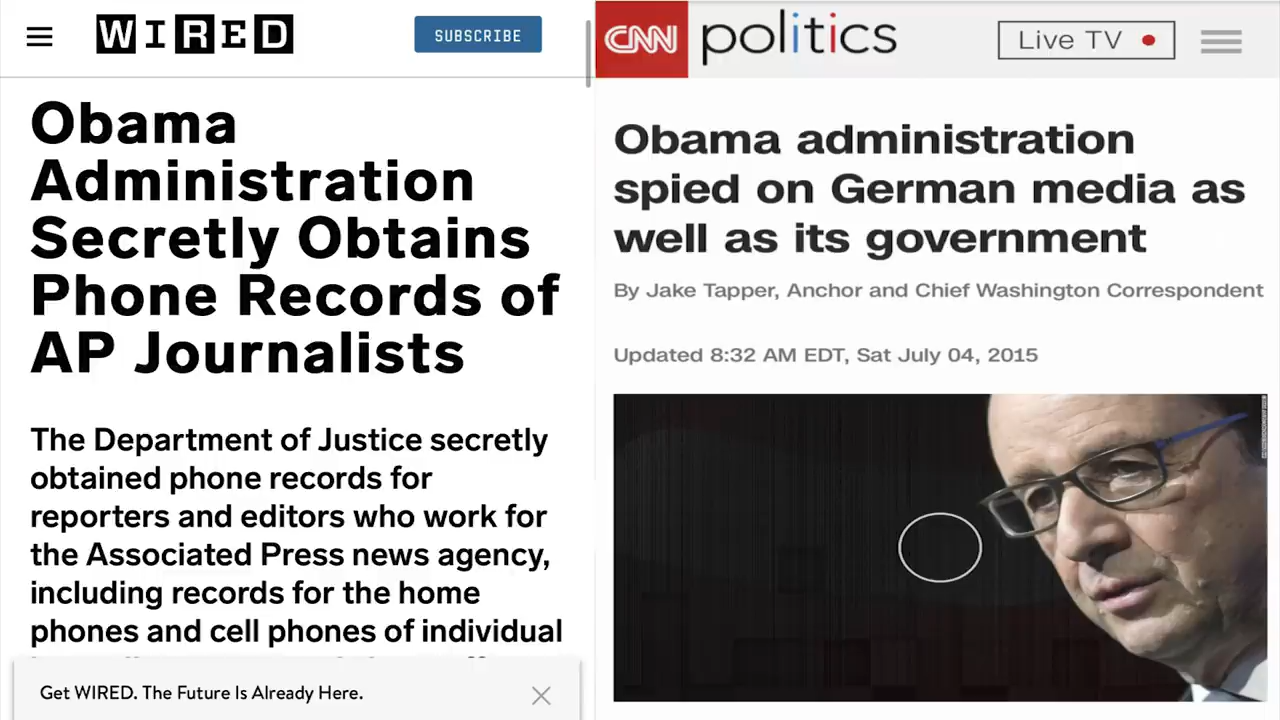 WIRED
SUBSCRIBE
Obama
Administration
Secretly Obtains
Phone Records of
AP Journalists
The Department of Justice secretly
obtained phone records for
reporters and editors who work for
the Associated Press news agency,
including records for the home
phones and cell phones of individual
Get WIRED. The Future Is Already Here.
CNN politics
Live TV
Obama administration
spied on German media as
well as its government
By Jake Tapper, Anchor and Chief Washington Correspondent
Updated 8:32 AM EDT, Sat July 04, 2015